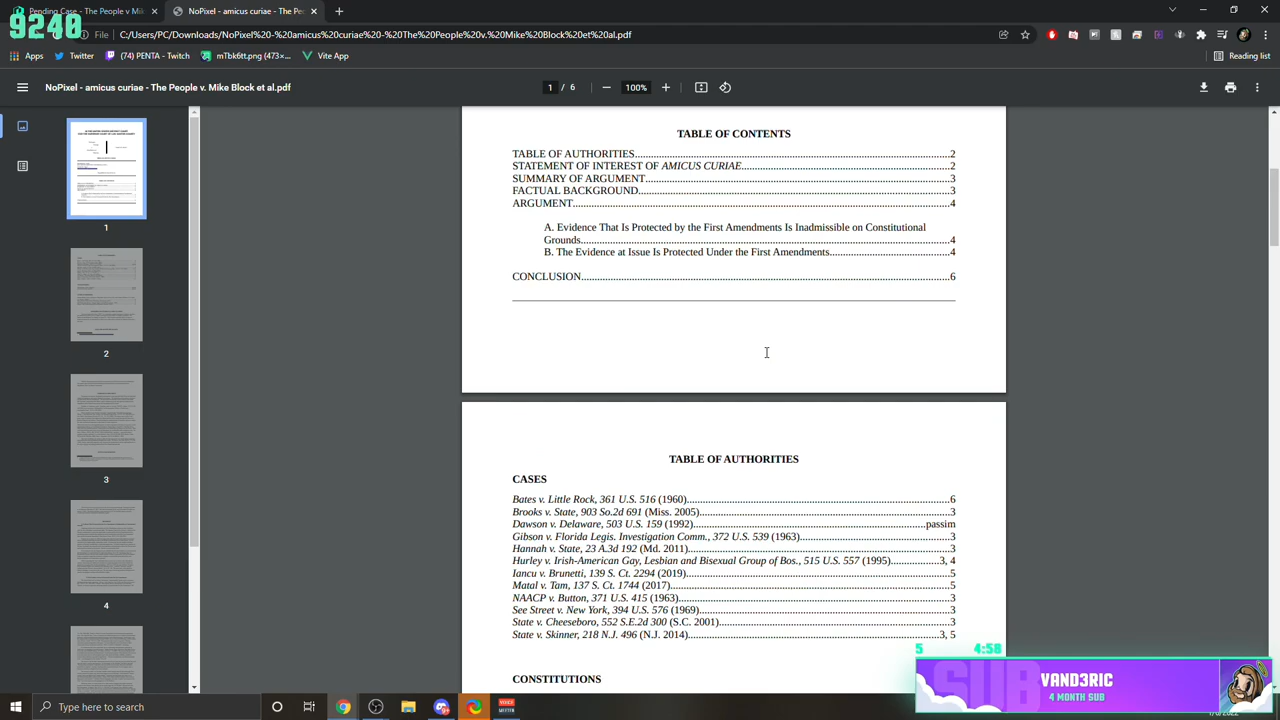 Pending Case - The People v Mik
NoPixel - amicus curiae - The Peo
9240
File
C:/Users/PC/Downloads/NoPixel%20-%20amicus%20curiae%20-%20The%20People%20v.%20Mike%20Block%20et%20al.pdf
Apps
Twitter
(74) PENTA - Twitch
mTbk6tt.png (473×...
Vite App
Reading list
NoPixel - amicus curiae - The People v. Mike Block et al.pdf
1 / 6
100%
TABLE OF CONTENTS
TABLE OF AUTHORITIES 2
STATEMENT OF INTEREST OF AMICUS CURIAE 2
SUMMARY OF ARGUMENT 3
FACTUAL BACKGROUND 3
ARGUMENT 4
A. Evidence That Is Protected by the First Amendments Is Inadmissible on Constitutional
Grounds 4
B. The Evidence at Issue Is Protected Under the First Amendments 4
CONCLUSION 6
TABLE OF AUTHORITIES
CASES
Bates v. Little Rock, 361 U.S. 516 (1960) 6
Brooks v. State, 903 So.2d 691 (Miss. 2005) 3
Dawson v. Delaware, 503 U.S. 159 (1992) passim
Gibson v. Florida Legis. Investigation Comm., 372 U.S. 539 (1963) 3
Hannah v. State, 23 A.3d 192 (Md. 2011) 3
Hurley v. Irish-American Gay, Lesbian and Bisexual Group of Bos., 515 U.S. 557 (1995) 3, 4
Iancu v. Brunetti, 139 S. Ct. 2294 (2019) 5
Matal v. Tam, 137 S. Ct. 1744 (2017) 5
NAACP v. Button, 371 U.S. 415 (1963) 3
See Street v. New York, 394 U.S. 576 (1969) 3
State v. Cheeseboro, 552 S.E.2d 300 (S.C. 2001) 3
State v. Skinner, 218 N.J. 496 (N.J. 2014) 3, 5
CONSTITUTIONS
1
2
3
4
5
4:58
VAND3RIC
4 MONTH SUB
Type here to search